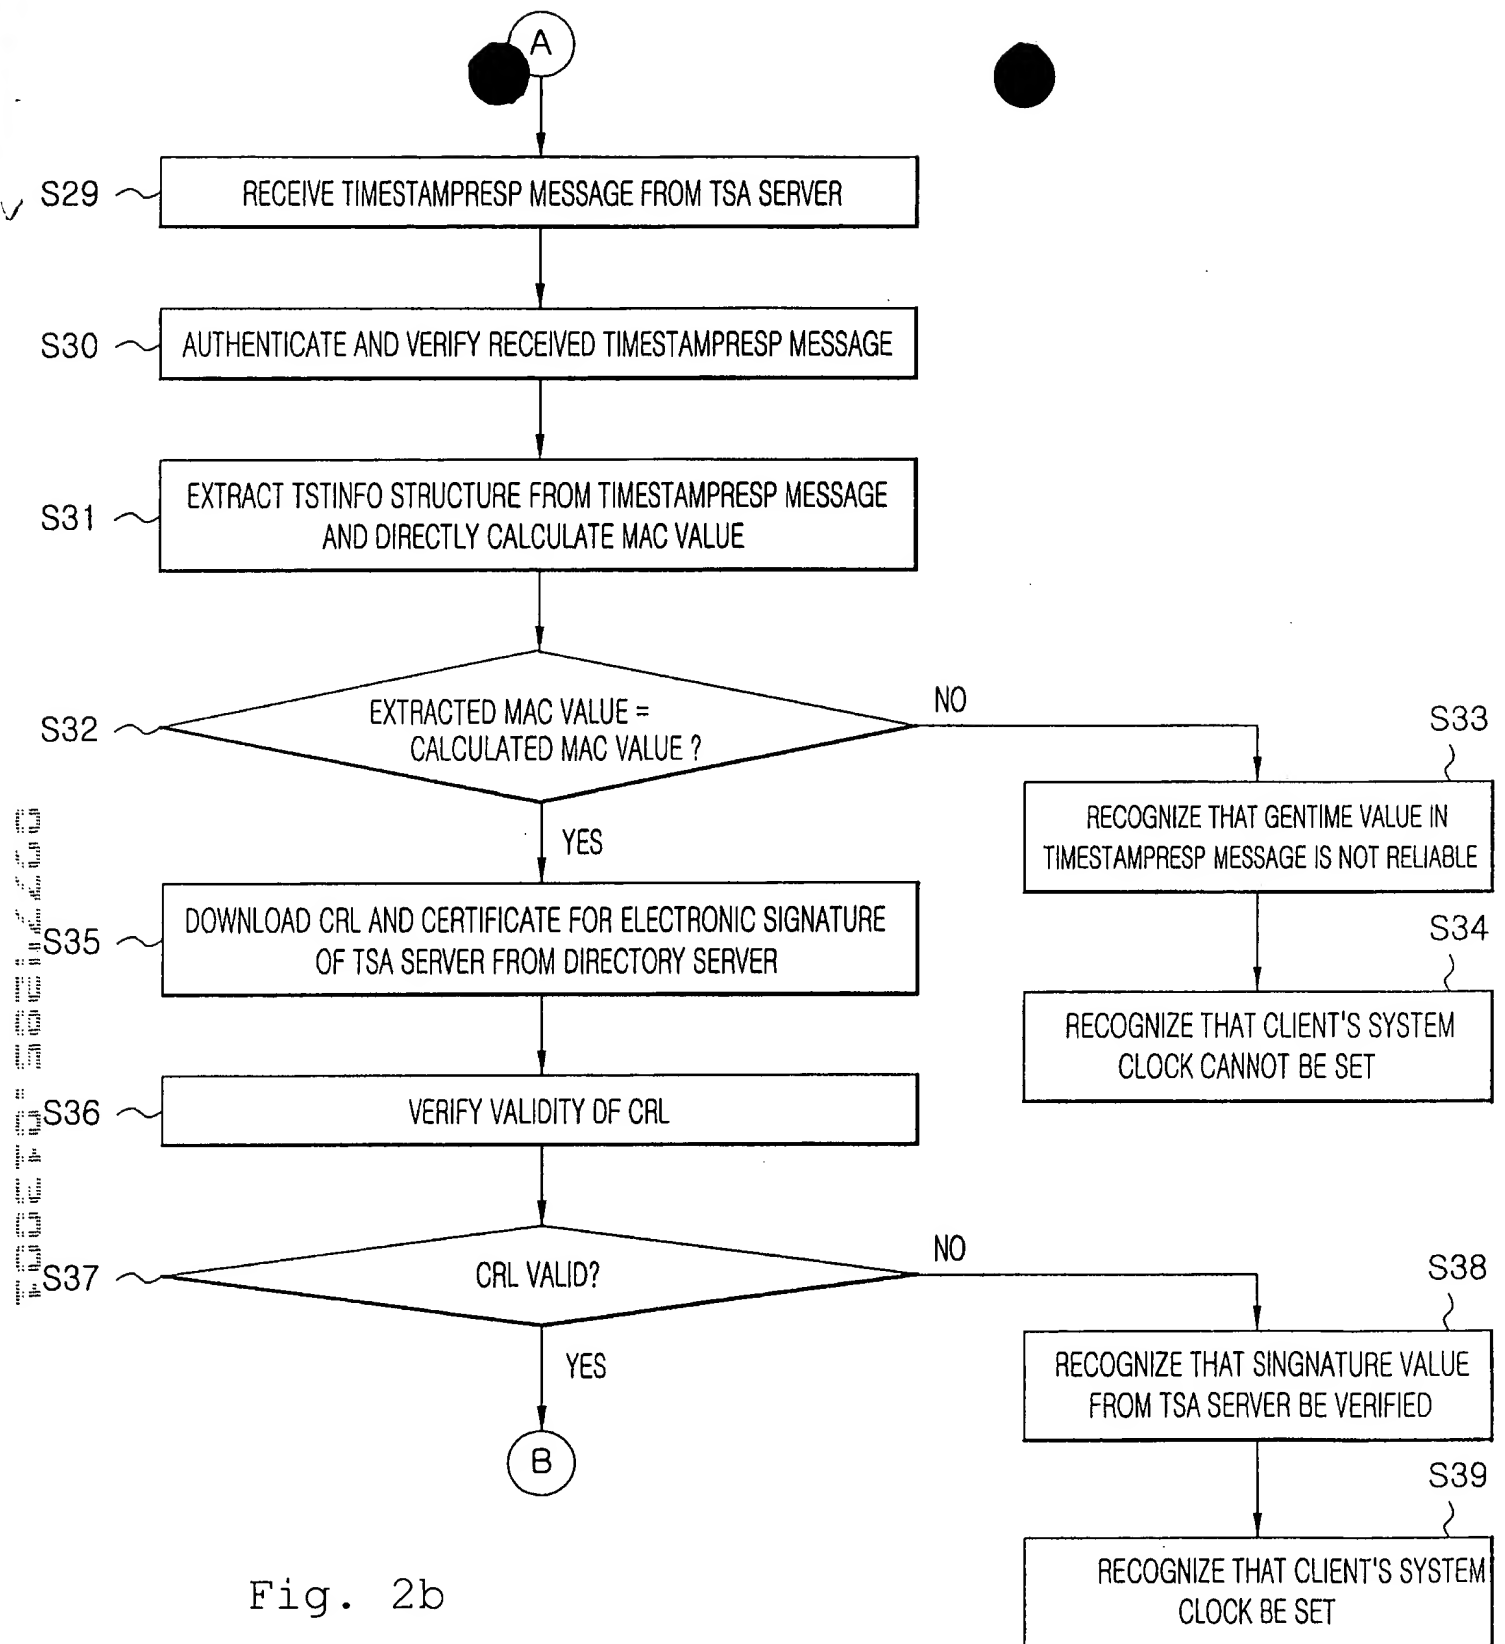 A
S29
RECEIVE TIMESTAMPRESP MESSAGE FROM TSA SERVER
S30
AUTHENTICATE AND VERIFY RECEIVED TIMESTAMPRESP MESSAGE
S31
EXTRACT TSTINFO STRUCTURE FROM TIMESTAMPRESP MESSAGE
AND DIRECTLY CALCULATE MAC VALUE
S32
EXTRACTED MAC VALUE =
CALCULATED MAC VALUE ?
NO
YES
S33
RECOGNIZE THAT GENTIME VALUE IN
TIMESTAMPRESP MESSAGE IS NOT RELIABLE
S34
RECOGNIZE THAT CLIENT'S SYSTEM
CLOCK CANNOT BE SET
S35
DOWNLOAD CRL AND CERTIFICATE FOR ELECTRONIC SIGNATURE
OF TSA SERVER FROM DIRECTORY SERVER
S36
VERIFY VALIDITY OF CRL
S37
CRL VALID?
NO
YES
S38
RECOGNIZE THAT SINGNATURE VALUE
FROM TSA SERVER BE VERIFIED
S39
RECOGNIZE THAT CLIENT'S SYSTEM
CLOCK BE SET
B
Fig. 2b